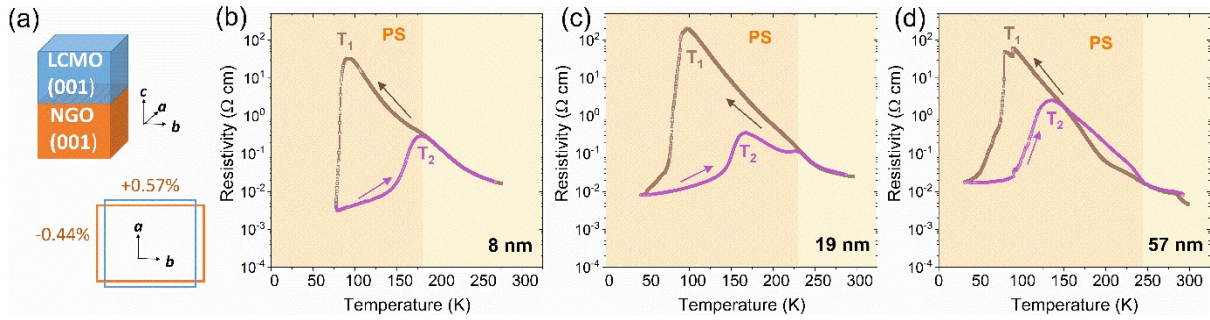 (a)
LCMO
(001)
NGO
(001)
c
a
b
+0.57%
-0.44%
a
b
(b)
PS
T1
T2
8 nm
10^2
10^1
10^0
10^-1
10^-2
10^-3
10^-4
Resistivity (Ω cm)
0 50 100 150 200 250 300
Temperature (K)
(c)
PS
T1
T2
19 nm
10^2
10^1
10^0
10^-1
10^-2
10^-3
10^-4
Resistivity (Ω cm)
0 50 100 150 200 250 300
Temperature (K)
(d)
PS
T1
T2
57 nm
10^2
10^1
10^0
10^-1
10^-2
10^-3
10^-4
Resistivity (Ω cm)
0 50 100 150 200 250 300
Temperature (K)